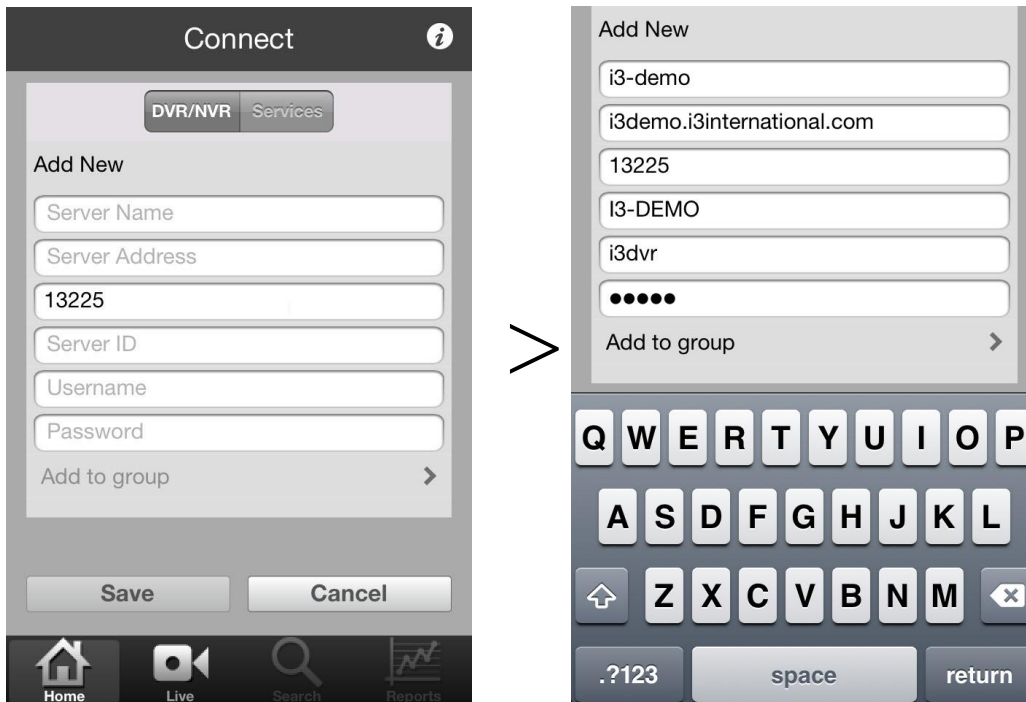 Connect
i
DVR/NVR Services
Add New
Server Name
Server Address
13225
Server ID
Username
Password
Add to group
Save Cancel
Home Live Search Reports
>
Add New
i3-demo
i3demo.i3international.com
13225
I3-DEMO
i3dvr
●●●●●
Add to group
Q W E R T Y U I O P
A S D F G H J K L
Z X C V B N M
.?123 space return